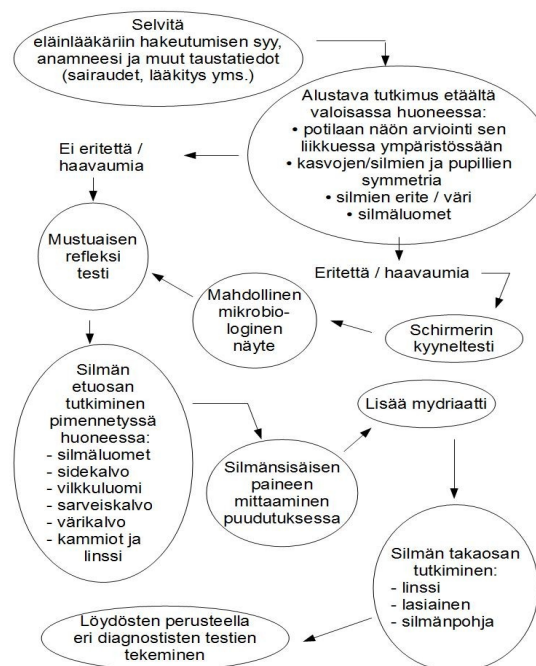 Selvitä
eläinlääkäriin hakeutumisen syy,
anamneesi ja muut taustatiedot
(sairaudet, lääkitys yms.)
Alustava tutkimus etäältä
valoisassa huoneessa:
• potilaan näön arviointi sen
liikkuessa ympäristössään
• kasvojen/silmien ja pupillien
symmetria
• silmien erite / väri
• silmäluomet
Ei eritettä /
haavaumia
Mustuaisen
refleksi
testi
Eritettä / haavaumia
Schirmerin
kyyneltesti
Mahdollinen
mikrobio-
loginen
näyte
Silmän
etuosan
tutkiminen
pimennetyssä
huoneessa:
- silmäluomet
- sidekalvo
- vilkkuluomi
- sarveiskalvo
- värikalvo
- kammiot ja
linssi
Silmänsisäisen
paineen
mittaaminen
puudutuksessa
Lisää mydriaatti
Silmän takaosan
tutkiminen:
- linssi
- lasiainen
- silmänpohja
Löydösten perusteella
eri diagnostisten testien
tekeminen